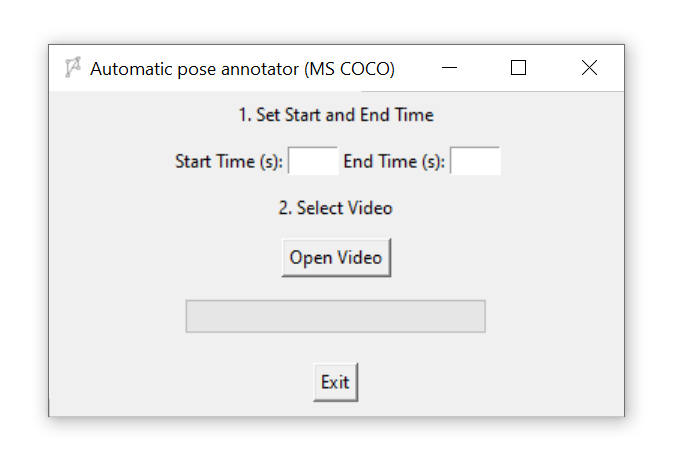 Automatic pose annotator (MS COCO)
1. Set Start and End Time
Start Time (s): End Time (s):
2. Select Video
Open Video
Exit